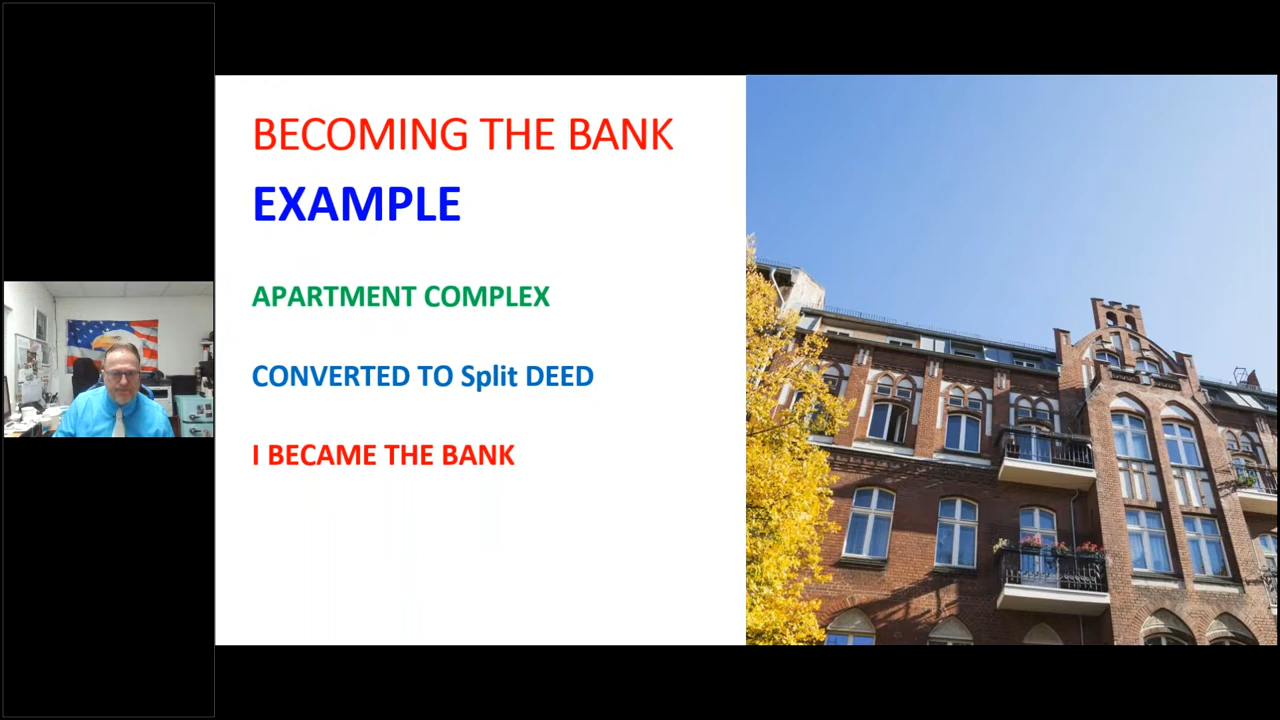 BECOMING THE BANK
EXAMPLE
APARTMENT COMPLEX
CONVERTED TO Split DEED
I BECAME THE BANK